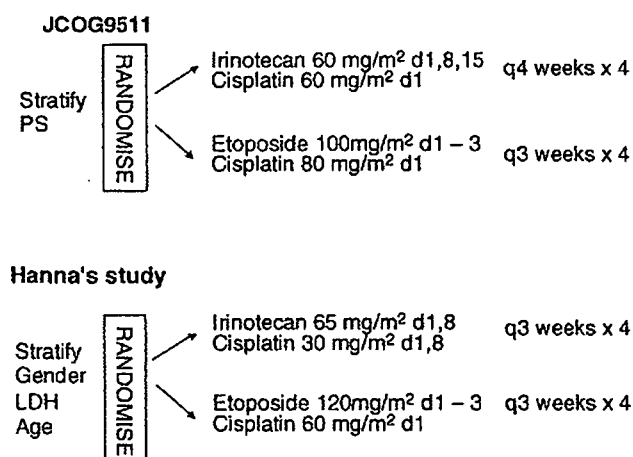 JCOG9511
Stratify
PS
RANDOMISE
Irinotecan 60 mg/m² d1,8,15
Cisplatin 60 mg/m² d1
q4 weeks x 4
Etoposide 100mg/m² d1 – 3
Cisplatin 80 mg/m² d1
q3 weeks x 4
Hanna's study
Stratify
Gender
LDH
Age
RANDOMISE
Irinotecan 65 mg/m² d1,8
Cisplatin 30 mg/m² d1,8
q3 weeks x 4
Etoposide 120mg/m² d1 – 3
Cisplatin 60 mg/m² d1
q3 weeks x 4